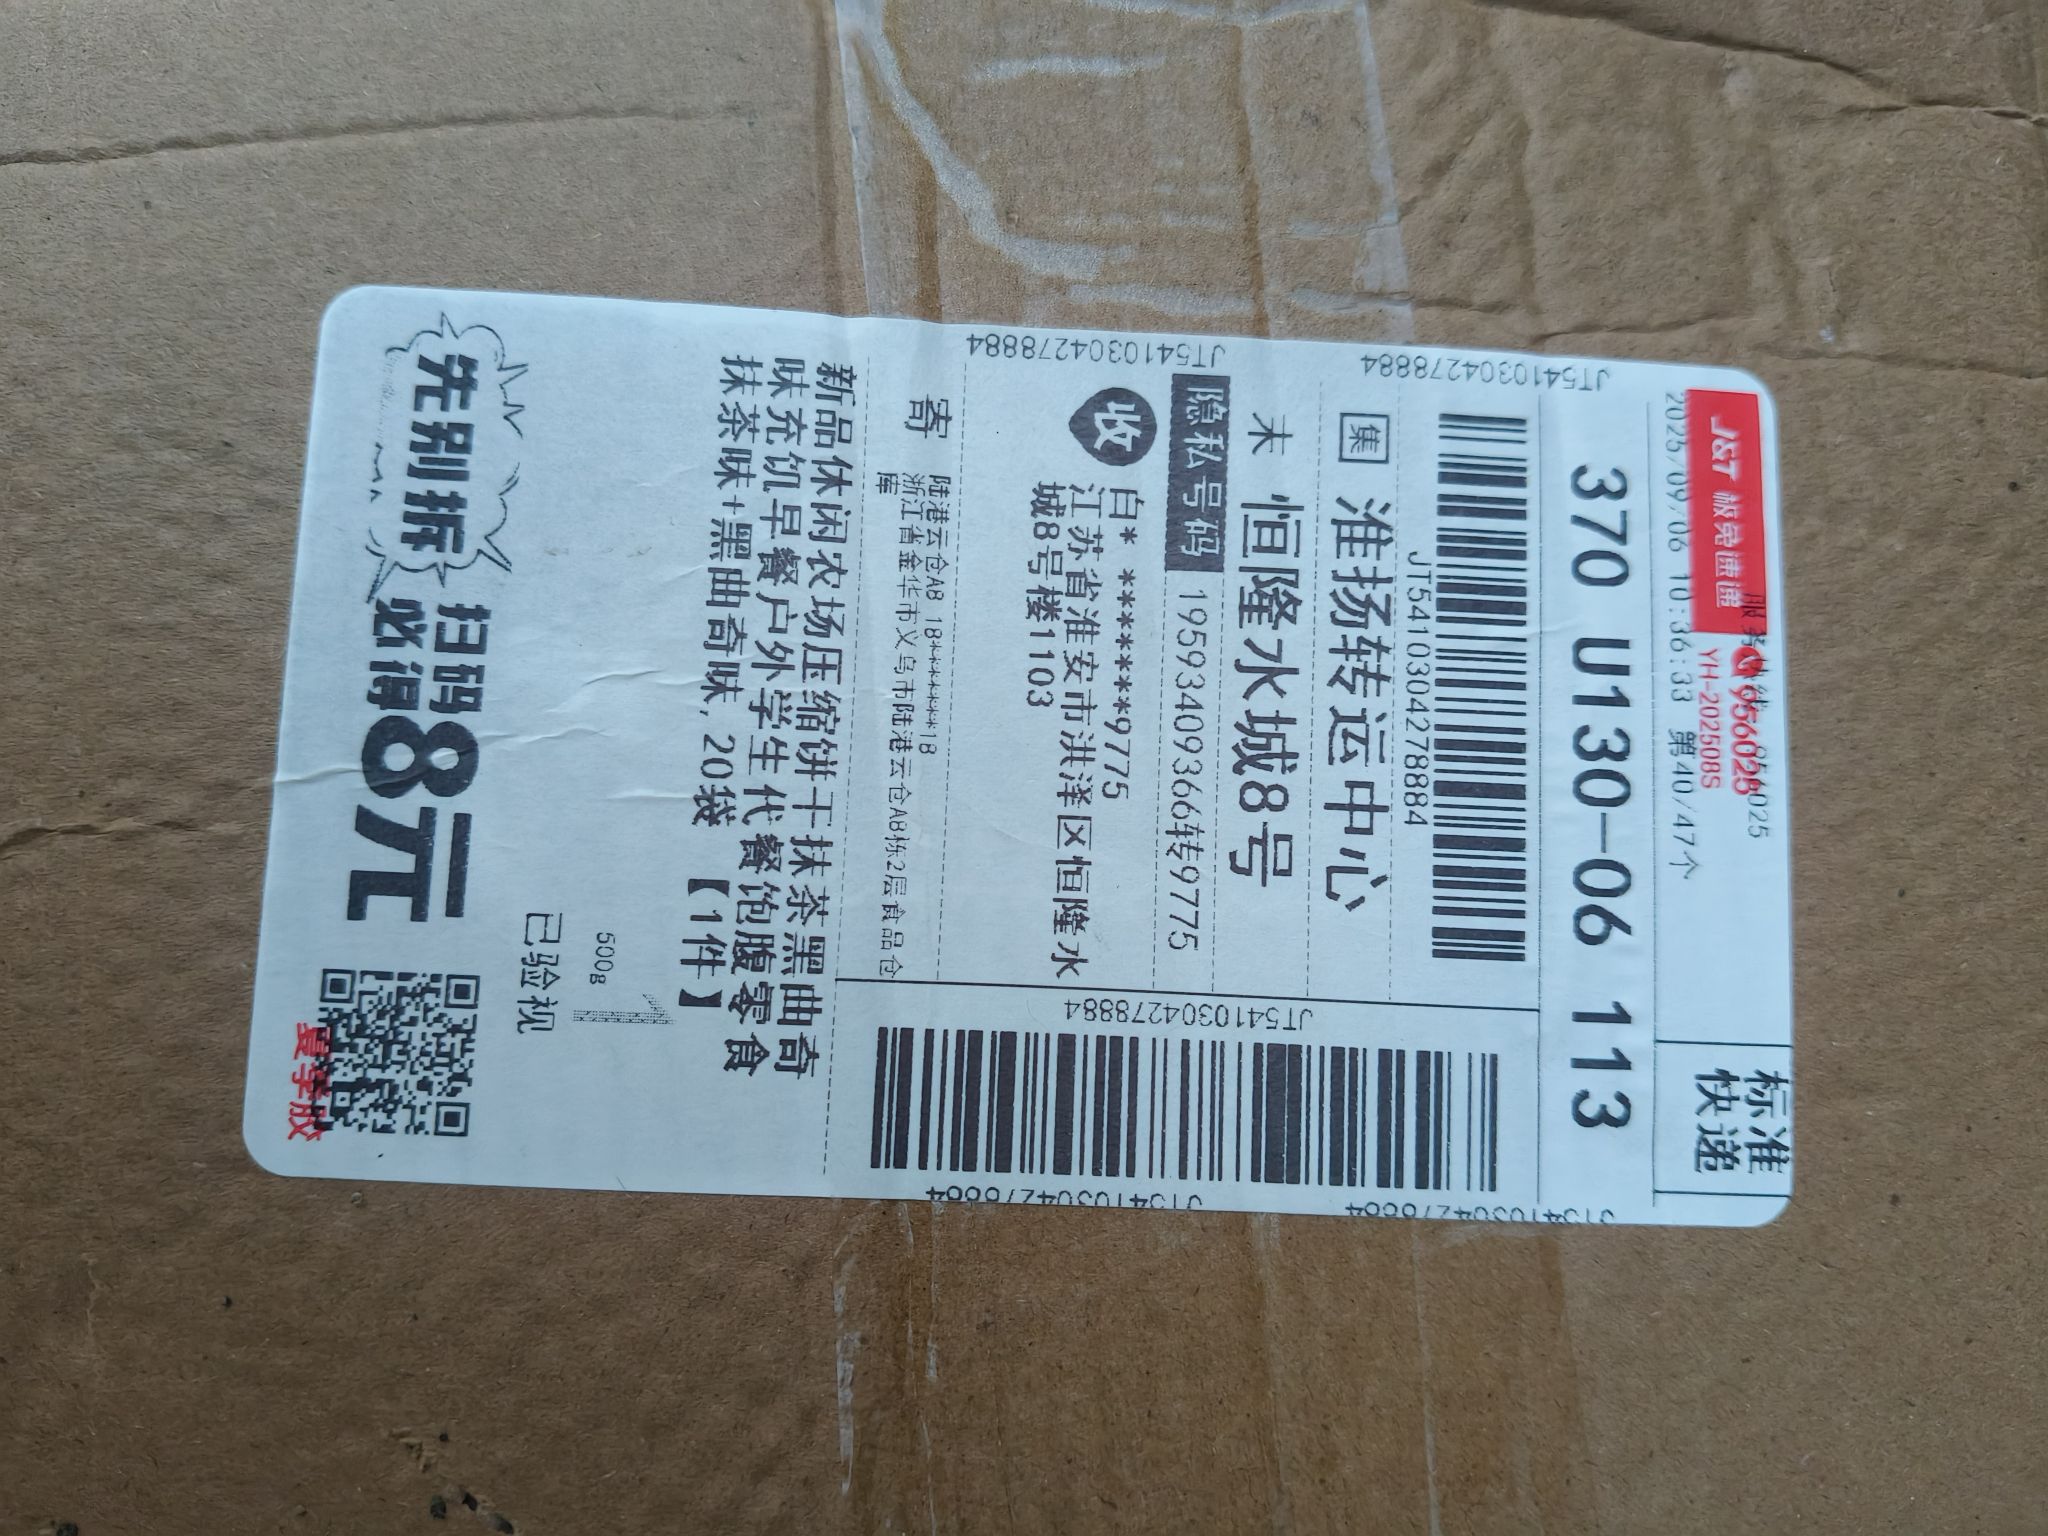 J&T 极兔速递
956025
YH-202508S
标准
快递
2025/09/06 10:36:33 第40/47个
370 U130-06 113
JT5410304278884
JT5410304278884
集 淮扬转运中心
末 恒隆水城8号
隐私号码 19593409366转9775
收 白* *******9775
江苏省淮安市洪泽区恒隆水
城8号楼1103
JT5410304278884
JT5410304278884
寄 陆港云仓A8 18*******18
浙江省金华市义乌市陆港云仓A8栋2层食品仓
库
新品休闲农场压缩饼干抹茶黑曲奇
味充饥早餐户外学生代餐饱腹零食
抹茶味+黑曲奇味,20袋 【1件】
500g
已验视
先别拆
扫码
必得8元